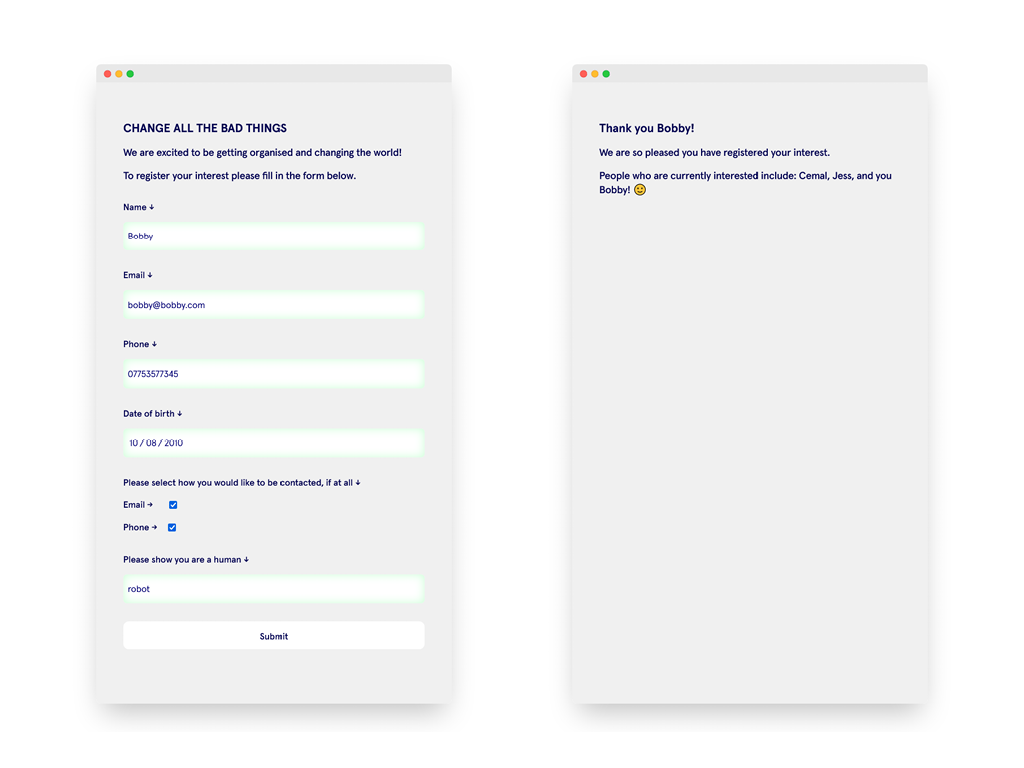 CHANGE ALL THE BAD THINGS
We are excited to be getting organised and changing the world!
To register your interest please fill in the form below.
Name ↓
Bobby
Email ↓
bobby@bobby.com
Phone ↓
07753577345
Date of birth ↓
10 / 08 / 2010
Please select how you would like to be contacted, if at all ↓
Email →
Phone →
Please show you are a human ↓
robot
Submit
Thank you Bobby!
We are so pleased you have registered your interest.
People who are currently interested include: Cemal, Jess, and you
Bobby! 🙂